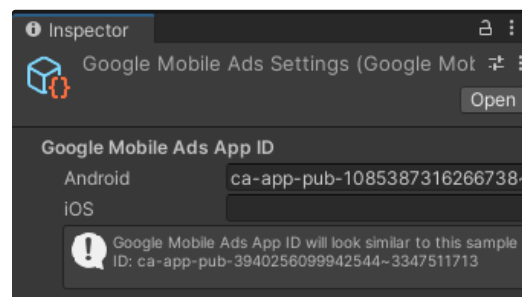 Inspector
Google Mobile Ads Settings (Google Mob
Open
Google Mobile Ads App ID
Android ca-app-pub-1085387316266738~
iOS
Google Mobile Ads App ID will look similar to this sample
ID: ca-app-pub-3940256099942544~3347511713